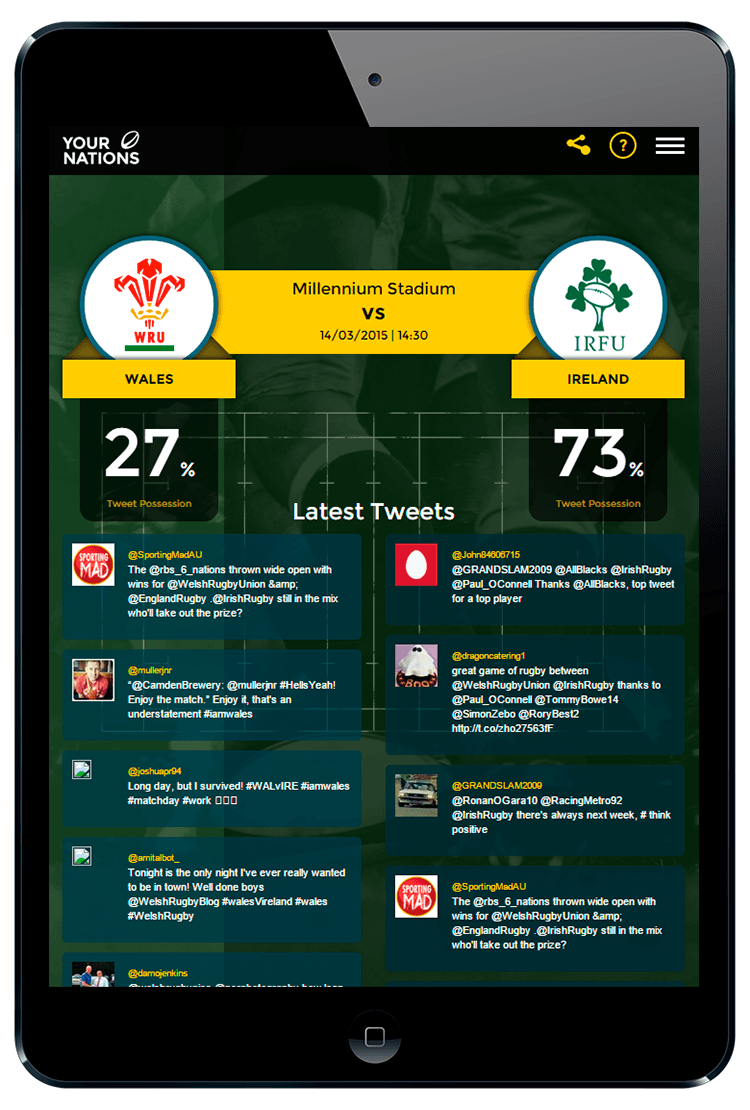 YOUR
NATIONS
?
Millennium Stadium
VS
14/03/2015 | 14:30
WRU
IRFU
WALES
IRELAND
27%
Tweet Possession
73%
Tweet Possession
Latest Tweets
@SportingMadAU
The @rbs_6_nations thrown wide open with
wins for @WelshRugbyUnion &amp;
@EnglandRugby .@IrishRugby still in the mix
who'll take out the prize?
SPORTING
MAD
@mullerjnr
"@CamdenBrewery: @mullerjnr #HellsYeah!
Enjoy the match." Enjoy it, that's an
understatement #iamwales
@joshuapr94
Long day, but I survived! #WALvIRE #iamwales
#matchday #work
@amitalbot_
Tonight is the only night I've ever really wanted
to be in town! Well done boys
@WelshRugbyBlog #walesVireland #wales
#WelshRugby
@damojenkins
@John84606715
@GRANDSLAM2009 @AllBlacks @IrishRugby
@Paul_OConnell Thanks @AllBlacks, top tweet
for a top player
@dragoncatering1
great game of rugby between
@WelshRugbyUnion @IrishRugby thanks to
@Paul_OConnell @TommyBowe14
@SimonZebo @RoryBest2
http://t.co/zho27563fF
@GRANDSLAM2009
@RonanOGara10 @RacingMetro92
@IrishRugby there's always next week, # think
positive
@SportingMadAU
The @rbs_6_nations thrown wide open with
wins for @WelshRugbyUnion &amp;
@EnglandRugby .@IrishRugby still in the mix
who'll take out the prize?
SPORTING
MAD